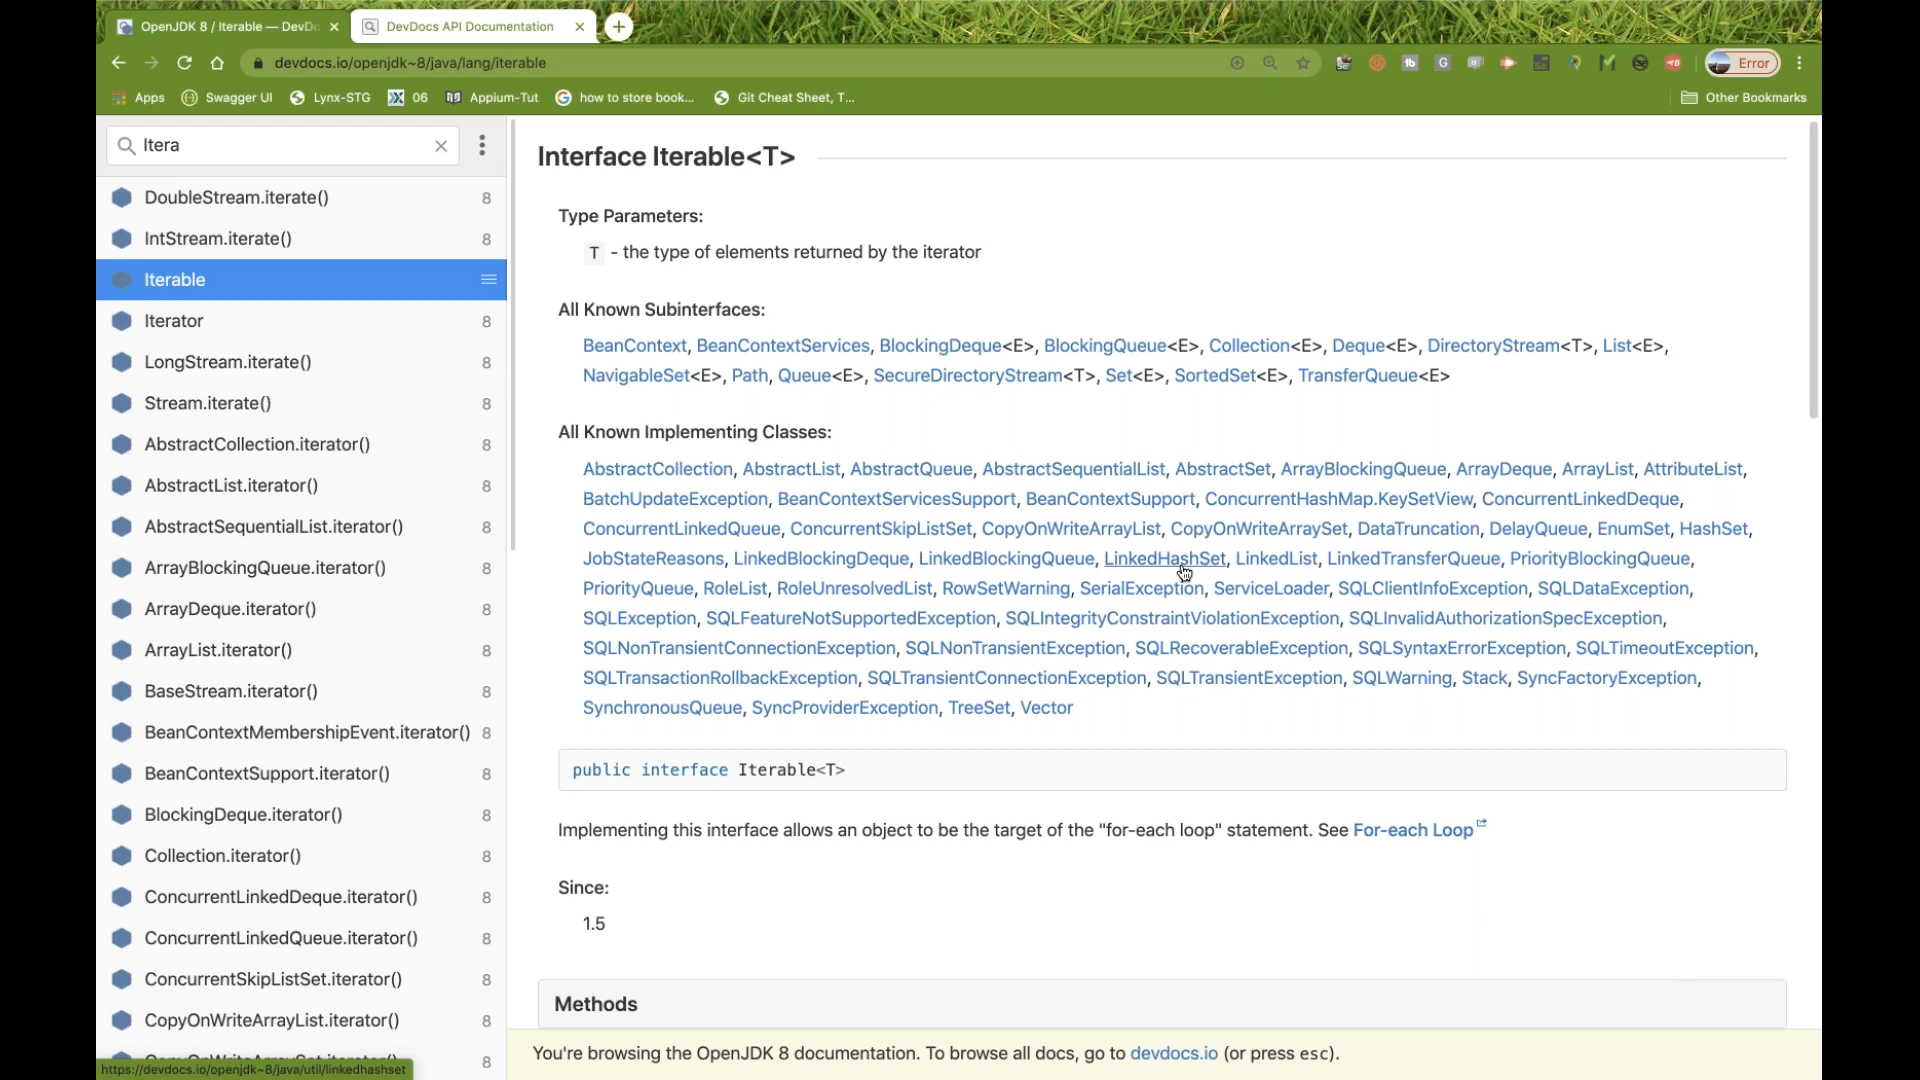 OpenJDK 8 / Iterable — DevDo
DevDocs API Documentation
devdocs.io/openjdk~8/java/lang/iterable
Error
Apps
Swagger UI
Lynx-STG
06
Appium-Tut
how to store book...
Git Cheat Sheet, T...
Other Bookmarks
Itera
DoubleStream.iterate() 8
IntStream.iterate() 8
Iterable
Iterator 8
LongStream.iterate() 8
Stream.iterate() 8
AbstractCollection.iterator() 8
AbstractList.iterator() 8
AbstractSequentialList.iterator() 8
ArrayBlockingQueue.iterator() 8
ArrayDeque.iterator() 8
ArrayList.iterator() 8
BaseStream.iterator() 8
BeanContextMembershipEvent.iterator() 8
BeanContextSupport.iterator() 8
BlockingDeque.iterator() 8
Collection.iterator() 8
ConcurrentLinkedDeque.iterator() 8
ConcurrentLinkedQueue.iterator() 8
ConcurrentSkipListSet.iterator() 8
CopyOnWriteArrayList.iterator() 8
CopyOnWriteArraySet.iterator() 8
https://devdocs.io/openjdk~8/java/util/linkedhashset
Interface Iterable<T>
Type Parameters:
T - the type of elements returned by the iterator
All Known Subinterfaces:
BeanContext, BeanContextServices, BlockingDeque<E>, BlockingQueue<E>, Collection<E>, Deque<E>, DirectoryStream<T>, List<E>,
NavigableSet<E>, Path, Queue<E>, SecureDirectoryStream<T>, Set<E>, SortedSet<E>, TransferQueue<E>
All Known Implementing Classes:
AbstractCollection, AbstractList, AbstractQueue, AbstractSequentialList, AbstractSet, ArrayBlockingQueue, ArrayDeque, ArrayList, AttributeList,
BatchUpdateException, BeanContextServicesSupport, BeanContextSupport, ConcurrentHashMap.KeySetView, ConcurrentLinkedDeque,
ConcurrentLinkedQueue, ConcurrentSkipListSet, CopyOnWriteArrayList, CopyOnWriteArraySet, DataTruncation, DelayQueue, EnumSet, HashSet,
JobStateReasons, LinkedBlockingDeque, LinkedBlockingQueue, LinkedHashSet, LinkedList, LinkedTransferQueue, PriorityBlockingQueue,
PriorityQueue, RoleList, RoleUnresolvedList, RowSetWarning, SerialException, ServiceLoader, SQLClientInfoException, SQLDataException,
SQLException, SQLFeatureNotSupportedException, SQLIntegrityConstraintViolationException, SQLInvalidAuthorizationSpecException,
SQLNonTransientConnectionException, SQLNonTransientException, SQLRecoverableException, SQLSyntaxErrorException, SQLTimeoutException,
SQLTransactionRollbackException, SQLTransientConnectionException, SQLTransientException, SQLWarning, Stack, SyncFactoryException,
SynchronousQueue, SyncProviderException, TreeSet, Vector
public interface Iterable<T>
Implementing this interface allows an object to be the target of the "for-each loop" statement. See For-each Loop
Since:
1.5
Methods
You're browsing the OpenJDK 8 documentation. To browse all docs, go to devdocs.io (or press esc).